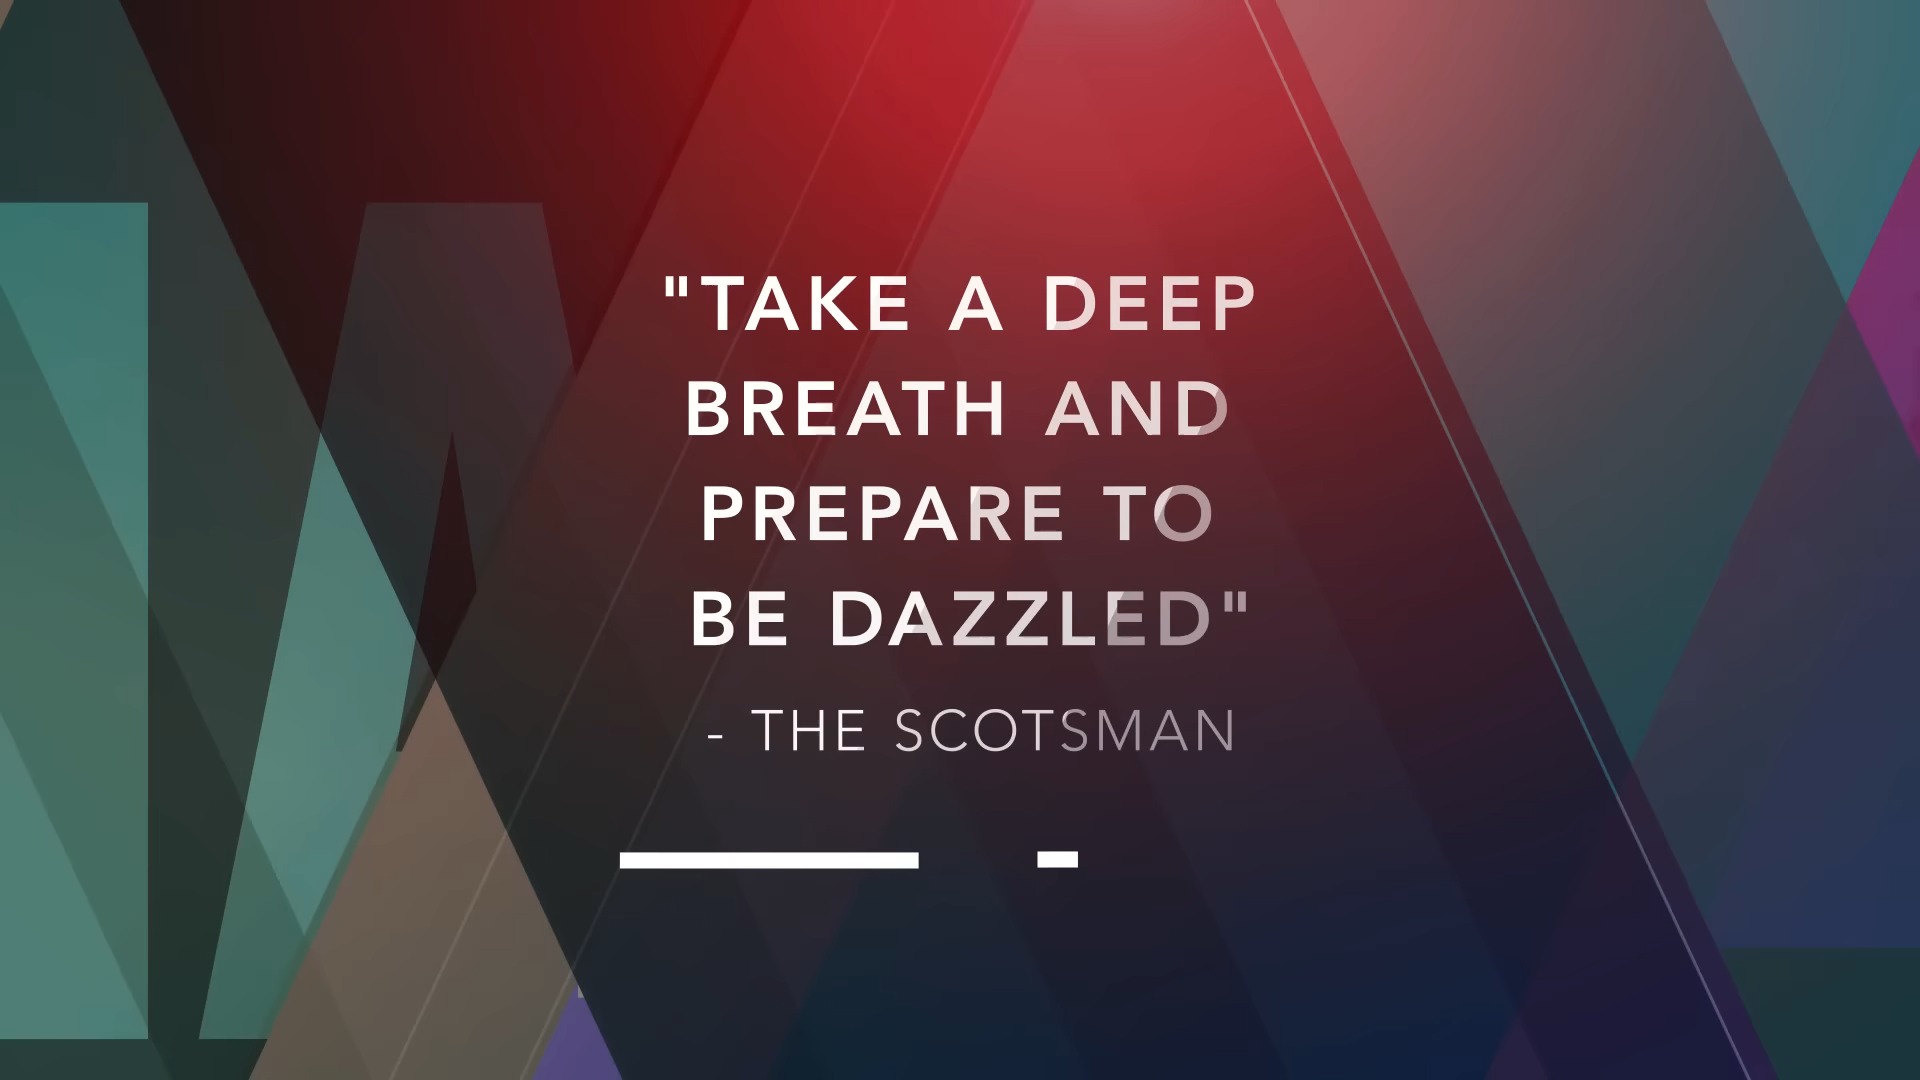 "TAKE A DEEP
BREATH AND
PREPARE TO
BE DAZZLED"
- THE SCOTSMAN